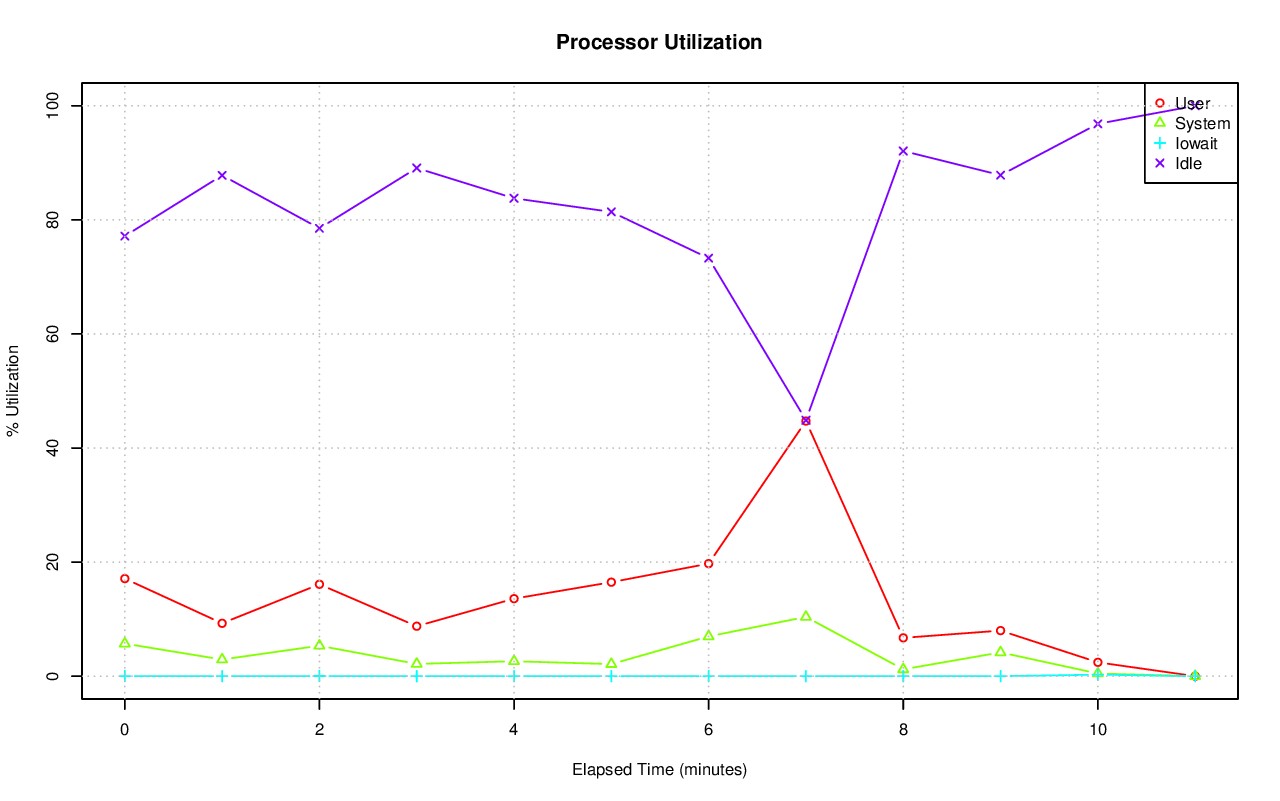 Processor Utilization
% Utilization
100
80
60
40
20
0
User
System
Iowait
Idle
0 2 4 6 8 10
Elapsed Time (minutes)